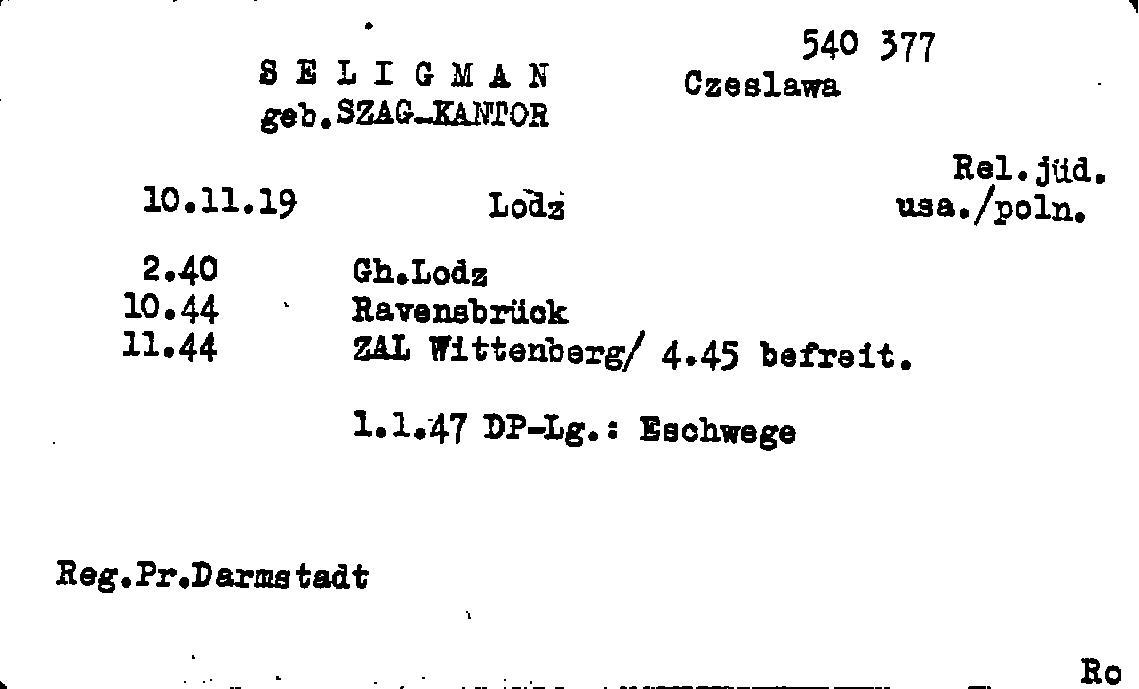 540 377
S E L I G M A N Czeslawa
geb.SZAG-KANTOR
Rel.jüd.
10.11.19 Lodz usa./poln.
2.40 Gh.Lodz
10.44 Ravensbrück
11.44 ZAL Wittenberg/ 4.45 befreit.
1.1.47 DP-Lg.: Eschwege
Reg.Pr.Darmstadt
Ro